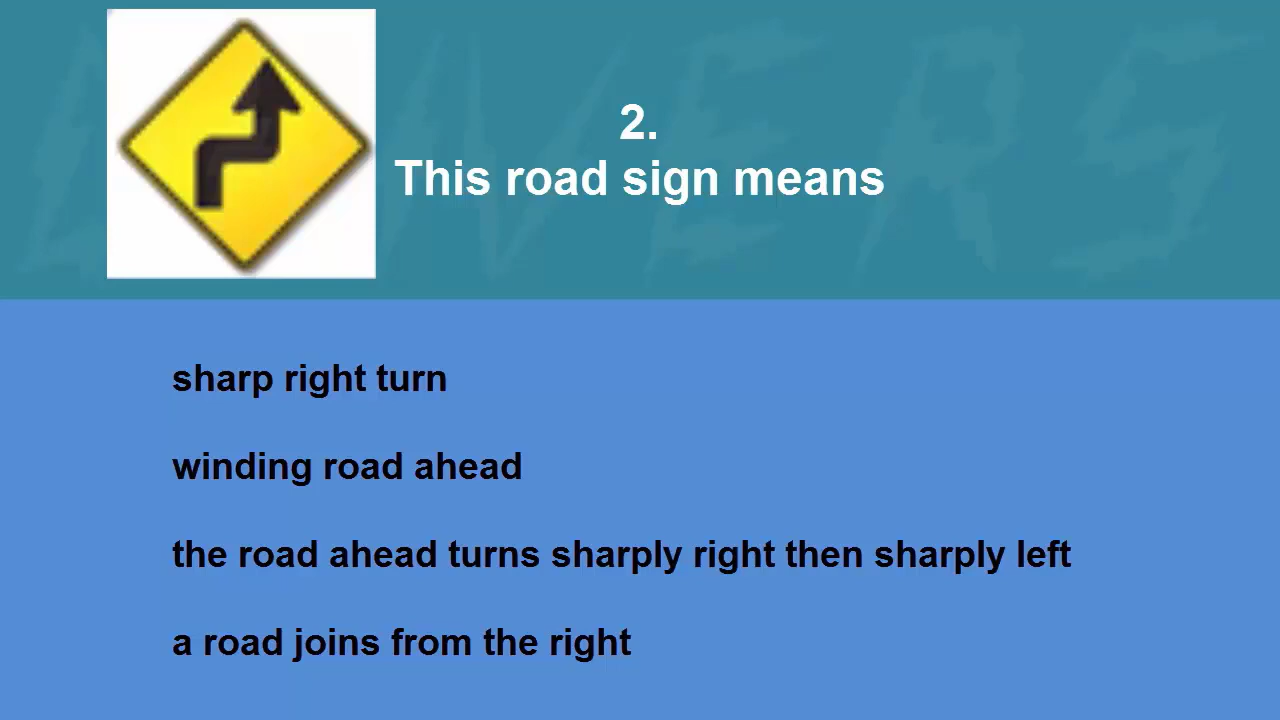 2.
This road sign means
sharp right turn
winding road ahead
the road ahead turns sharply right then sharply left
a road joins from the right